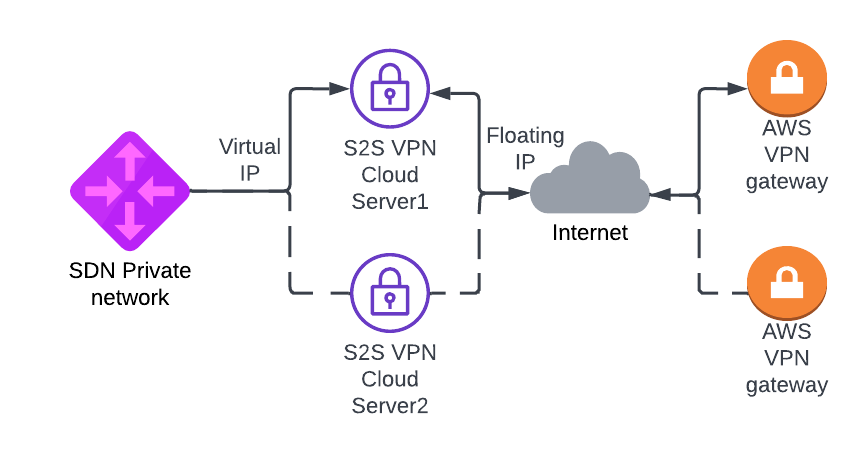 Virtual
IP
SDN Private
network
S2S VPN
Cloud
Server1
S2S VPN
Cloud
Server2
Floating
IP
Internet
AWS
VPN
gateway
AWS
VPN
gateway